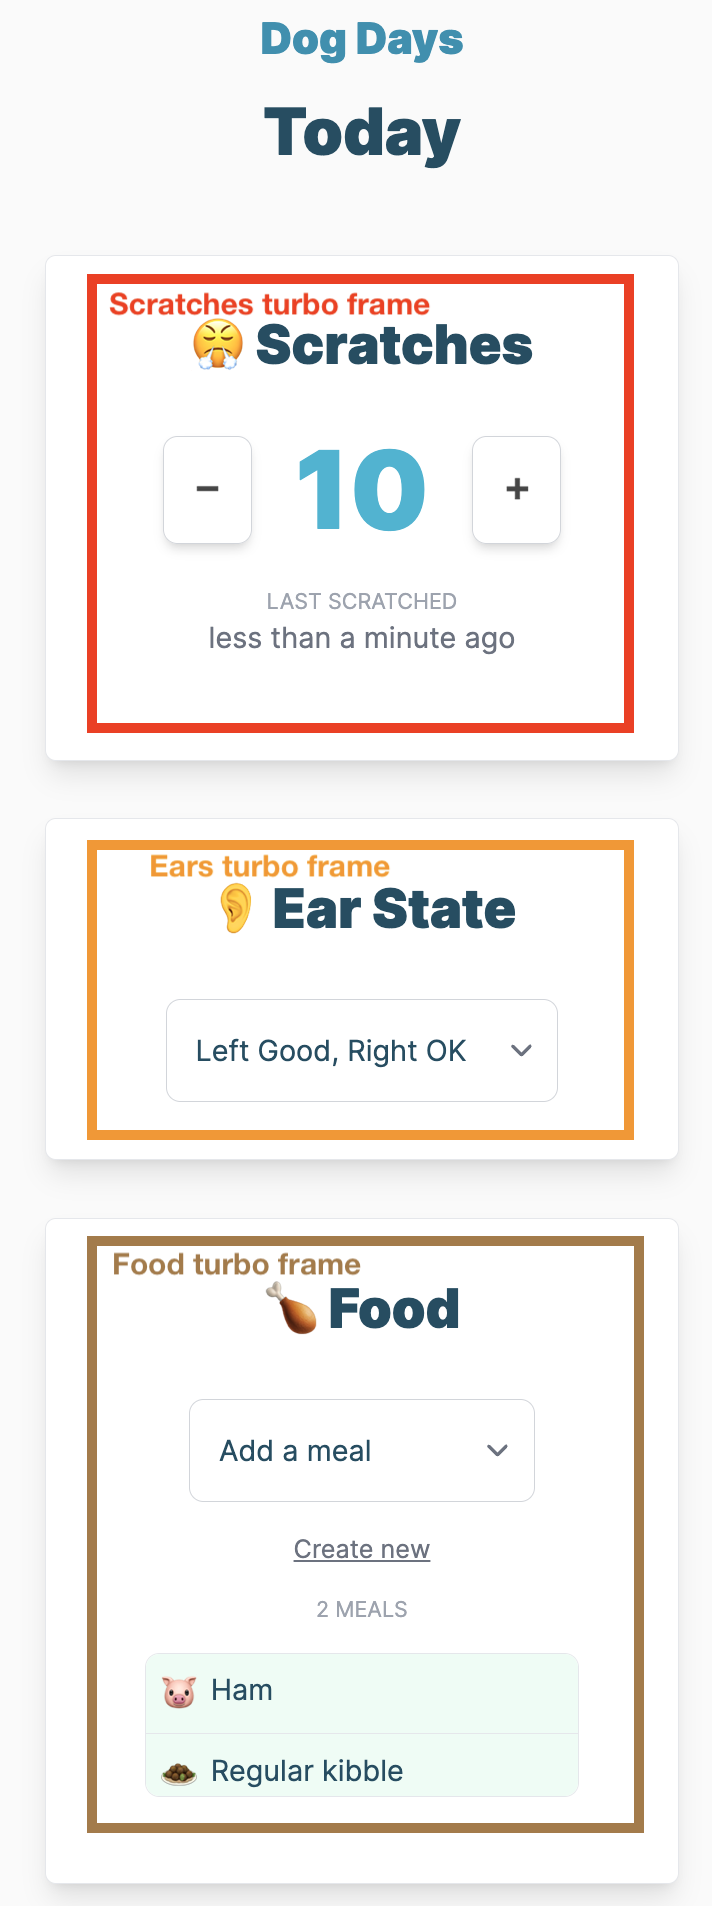 Dog Days
Today
Scratches turbo frame
Scratches
− 10 +
LAST SCRATCHED
less than a minute ago
Ears turbo frame
Ear State
Left Good, Right OK
Food turbo frame
Food
Add a meal
Create new
2 MEALS
Ham
Regular kibble